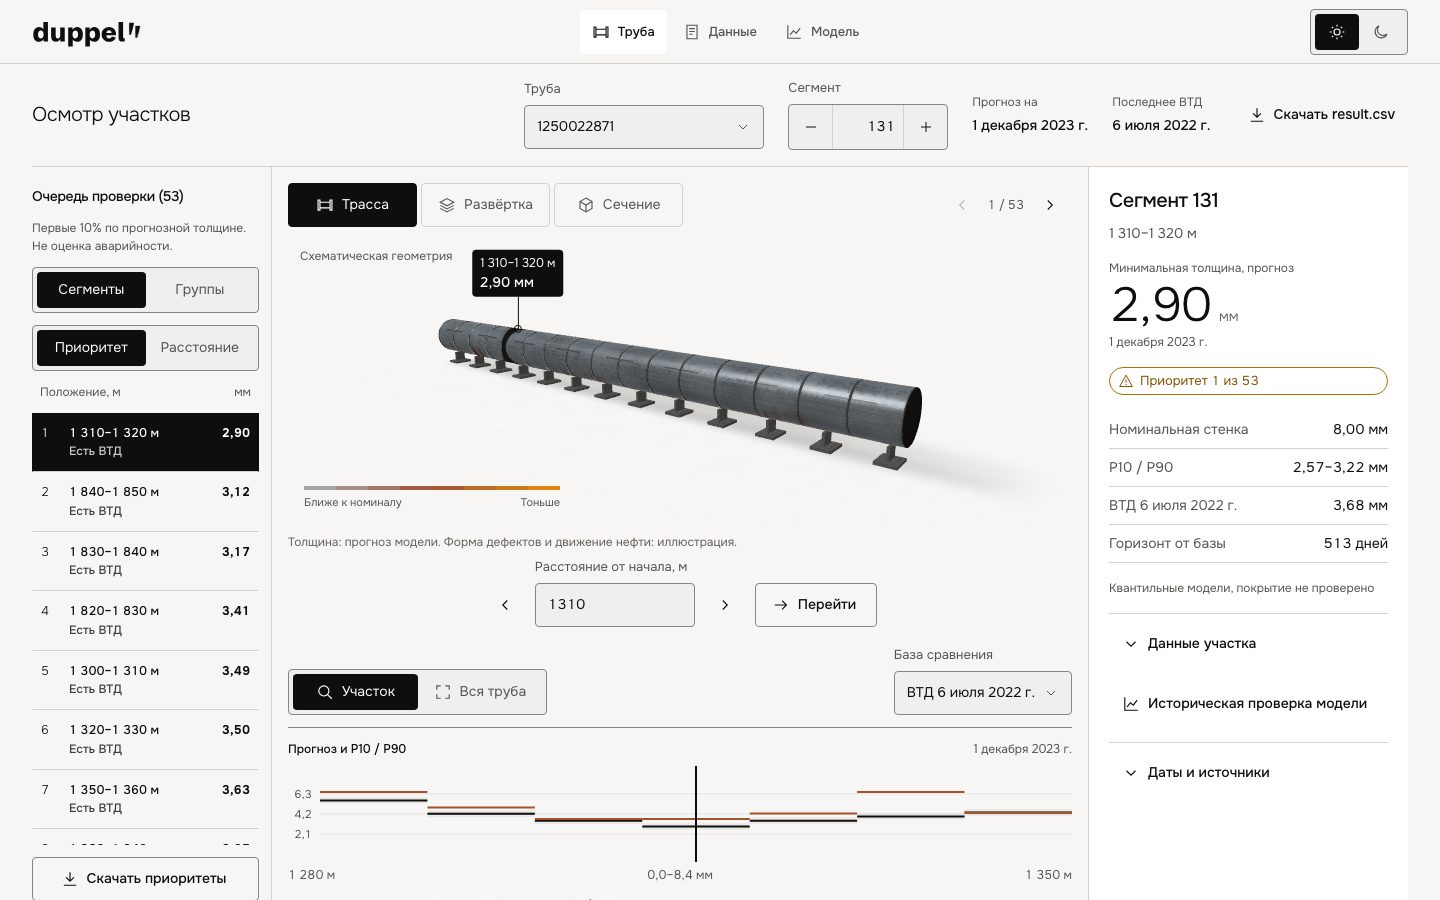 duppel
Труба
Данные
Модель
Осмотр участков
Труба
1250022871
Сегмент
131
Прогноз на
1 декабря 2023 г.
Последнее ВТД
6 июля 2022 г.
Скачать result.csv
Очередь проверки (53)
Первые 10% по прогнозной толщине.
Не оценка аварийности.
Сегменты
Группы
Приоритет
Расстояние
Положение, м
мм
1 1 310–1 320 м 2,90
Есть ВТД
2 1 840–1 850 м 3,12
Есть ВТД
3 1 830–1 840 м 3,17
Есть ВТД
4 1 820–1 830 м 3,41
Есть ВТД
5 1 300–1 310 м 3,49
Есть ВТД
6 1 320–1 330 м 3,50
Есть ВТД
7 1 350–1 360 м 3,63
Есть ВТД
Скачать приоритеты
Трасса
Развёртка
Сечение
1 / 53
Схематическая геометрия
1 310–1 320 м
2,90 мм
Ближе к номиналу
Тоньше
Толщина: прогноз модели. Форма дефектов и движение нефти: иллюстрация.
Расстояние от начала, м
1310
Перейти
Участок
Вся труба
База сравнения
ВТД 6 июля 2022 г.
Прогноз и P10 / P90
1 декабря 2023 г.
6,3
4,2
2,1
1 280 м
0,0–8,4 мм
1 350 м
Сегмент 131
1 310–1 320 м
Минимальная толщина, прогноз
2,90 мм
1 декабря 2023 г.
Приоритет 1 из 53
Номинальная стенка 8,00 мм
P10 / P90 2,57–3,22 мм
ВТД 6 июля 2022 г. 3,68 мм
Горизонт от базы 513 дней
Квантильные модели, покрытие не проверено
Данные участка
Историческая проверка модели
Даты и источники